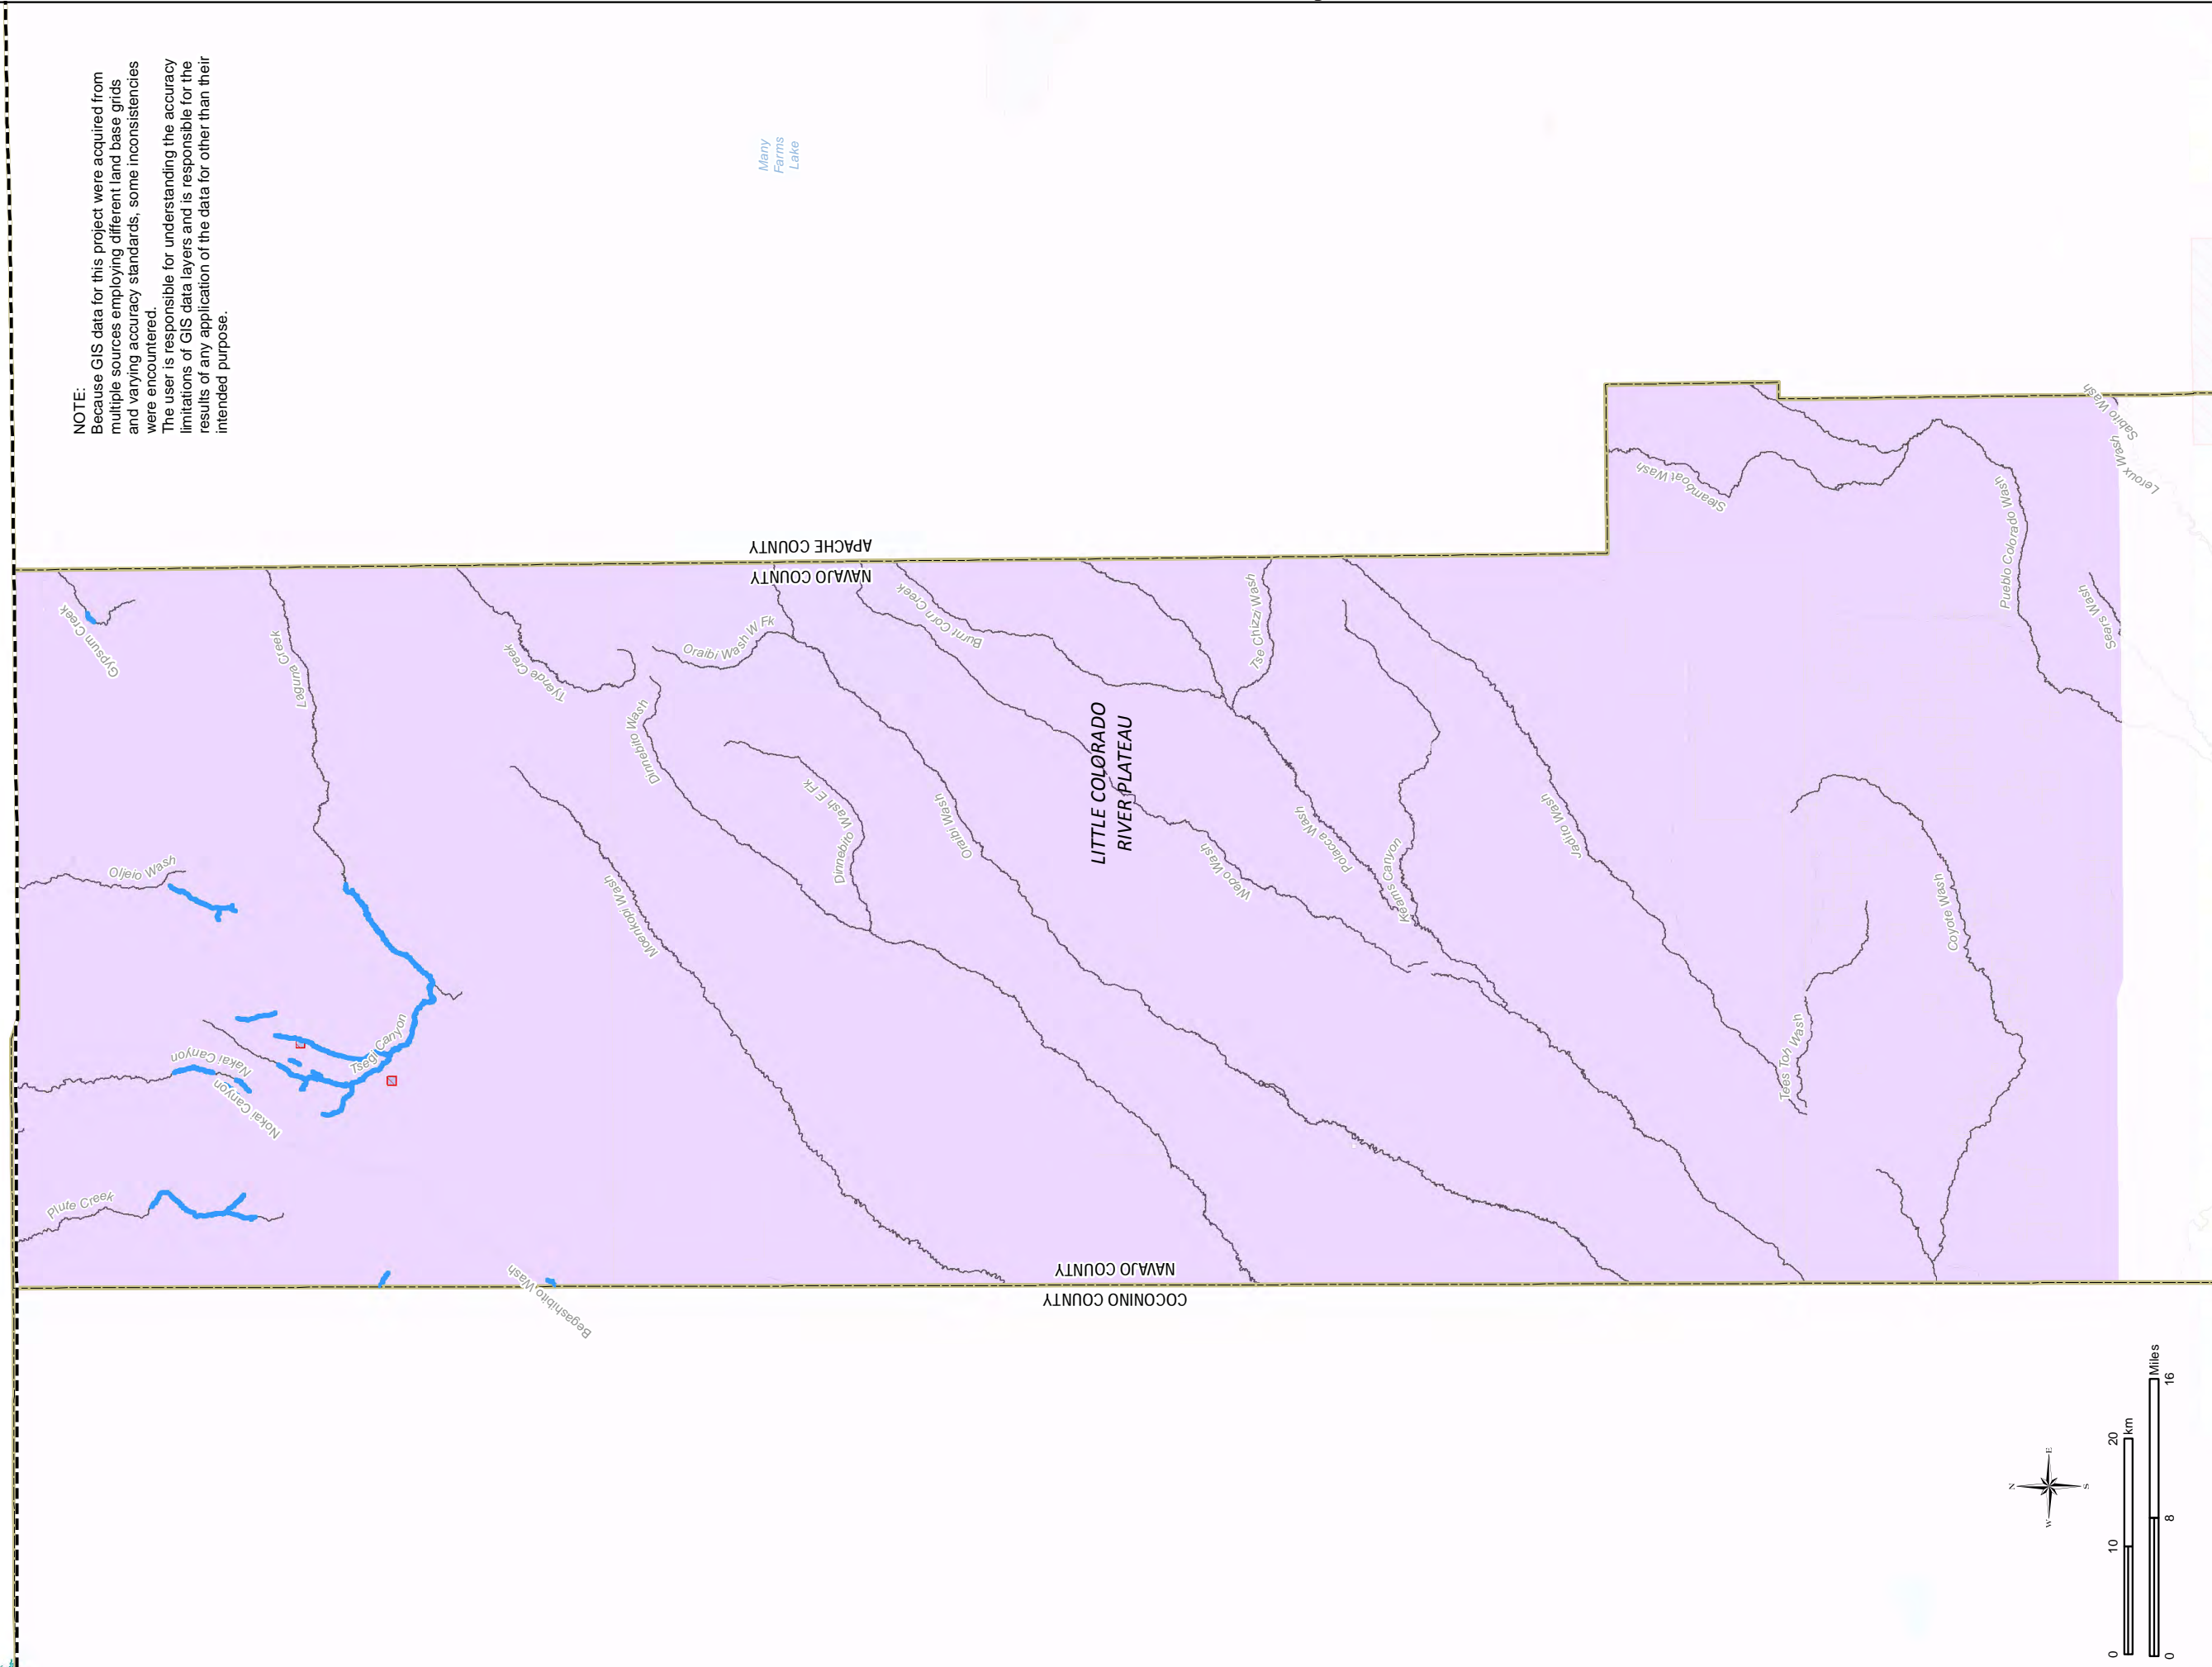 NOTE:
Because GIS data for this project were acquired from
multiple sources employing different land base grids
and varying accuracy standards, some inconsistencies
were encountered.
The user is responsible for understanding the accuracy
limitations of GIS data layers and is responsible for the
results of any application of the data for other than their
intended purpose.
Many
Farms
Lake
APACHE COUNTY
NAVAJO COUNTY
Gypsum Creek
Laguna Creek
Tyende Creek
Oraibi Wash W Fk
Burnt Corn Creek
Tse Chizzi Wash
Steamboat Wash
Sabito Wash
Leroux Wash
Pueblo Colorado Wash
Sears Wash
Oljeio Wash
Dinnebito Wash
Dinnebito Wash E Fk
Oraibi Wash
LITTLE COLORADO
RIVER PLATEAU
Wepo Wash
Polacca Wash
Keams Canyon
Jadito Wash
Coyote Wash
Moenkopi Wash
Tsegi Canyon
Nakai Canyon
Nokai Canyon
Tees Toh Wash
Piute Creek
Begashibito Wash
NAVAJO COUNTY
COCONINO COUNTY
N
W
E
S
0 10 20
km
Miles
0 8 16